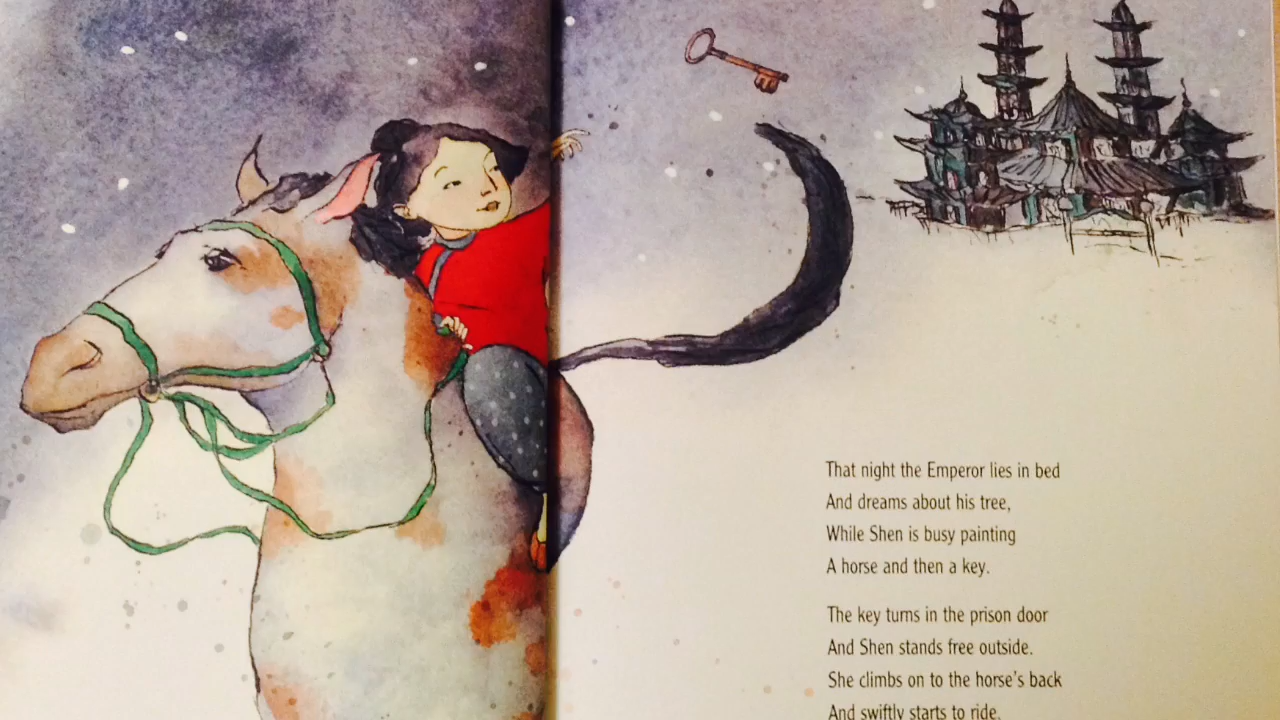 That night the Emperor lies in bed
And dreams about his tree,
While Shen is busy painting
A horse and then a key.
The key turns in the prison door
And Shen stands free outside.
She climbs on to the horse's back
And swiftly starts to ride.